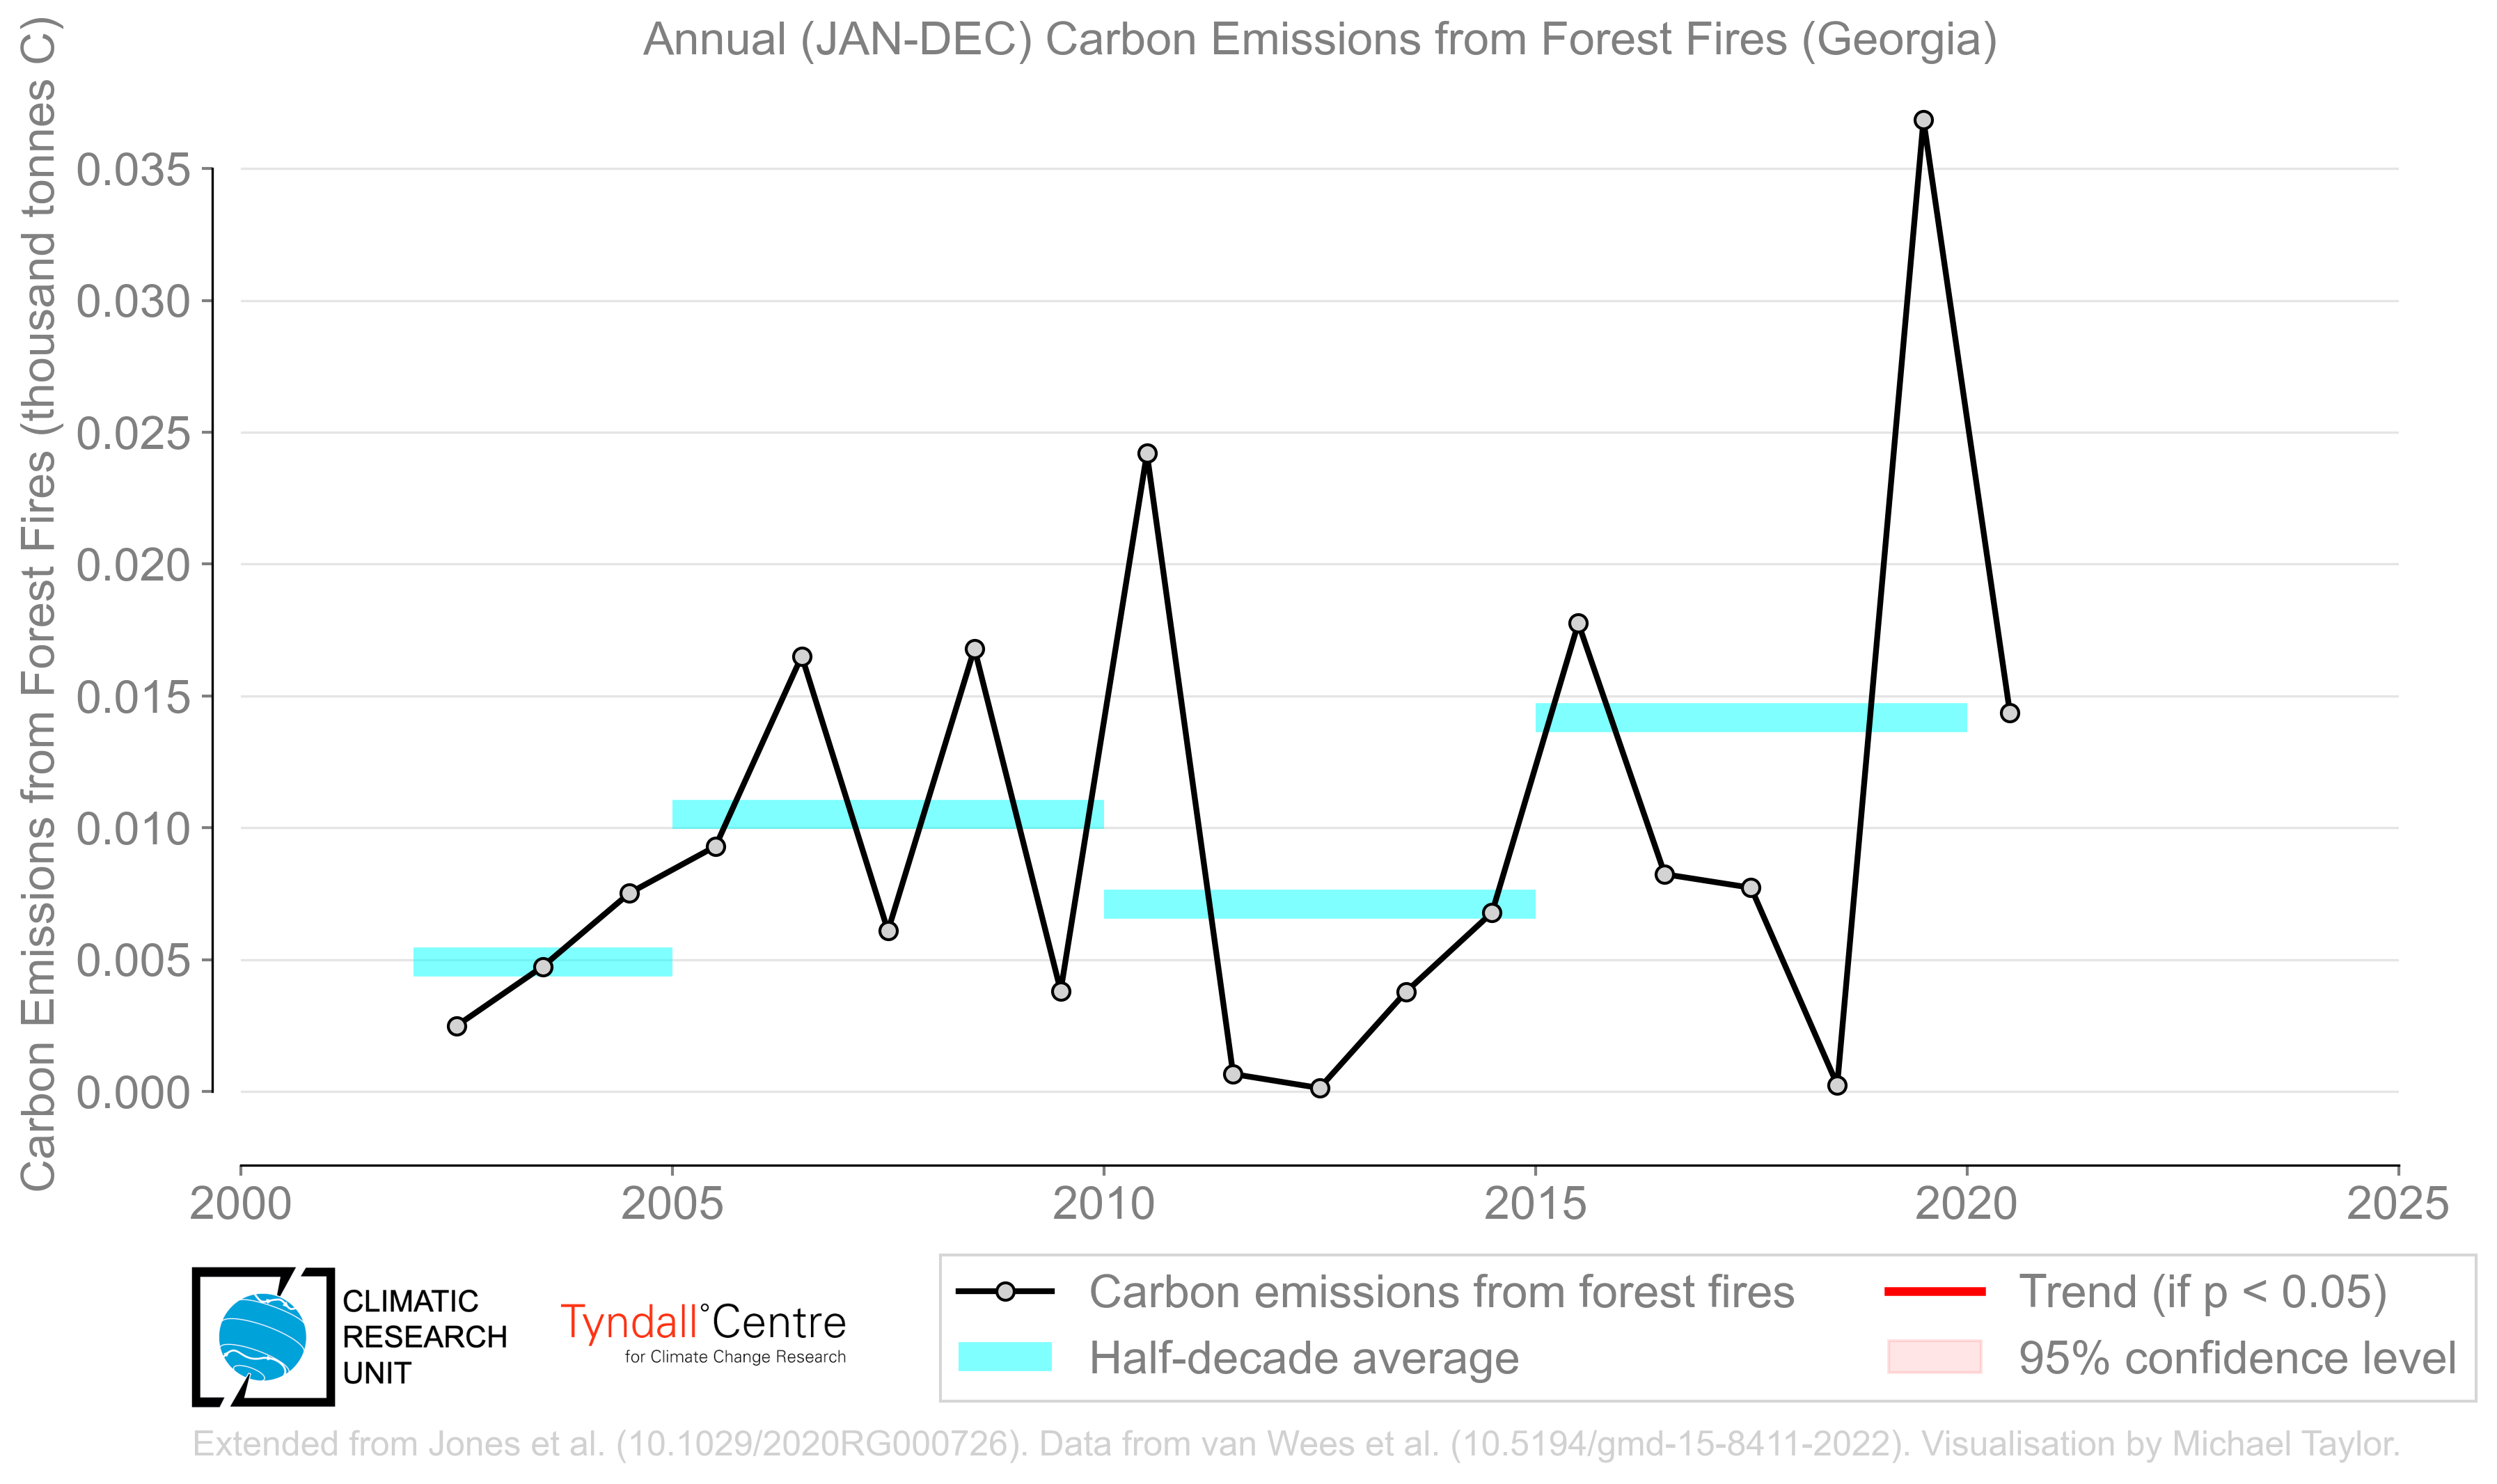 Annual (JAN-DEC) Carbon Emissions from Forest Fires (Georgia)
Carbon Emissions from Forest Fires (thousand tonnes C)
0.035
0.030
0.025
0.020
0.015
0.010
0.005
0.000
2000
2005
2010
2015
2020
2025
CLIMATIC
RESEARCH
UNIT
Tyndall°Centre
for Climate Change Research
Carbon emissions from forest fires
Half-decade average
Trend (if p < 0.05)
95% confidence level
Extended from Jones et al. (10.1029/2020RG000726). Data from van Wees et al. (10.5194/gmd-15-8411-2022). Visualisation by Michael Taylor.